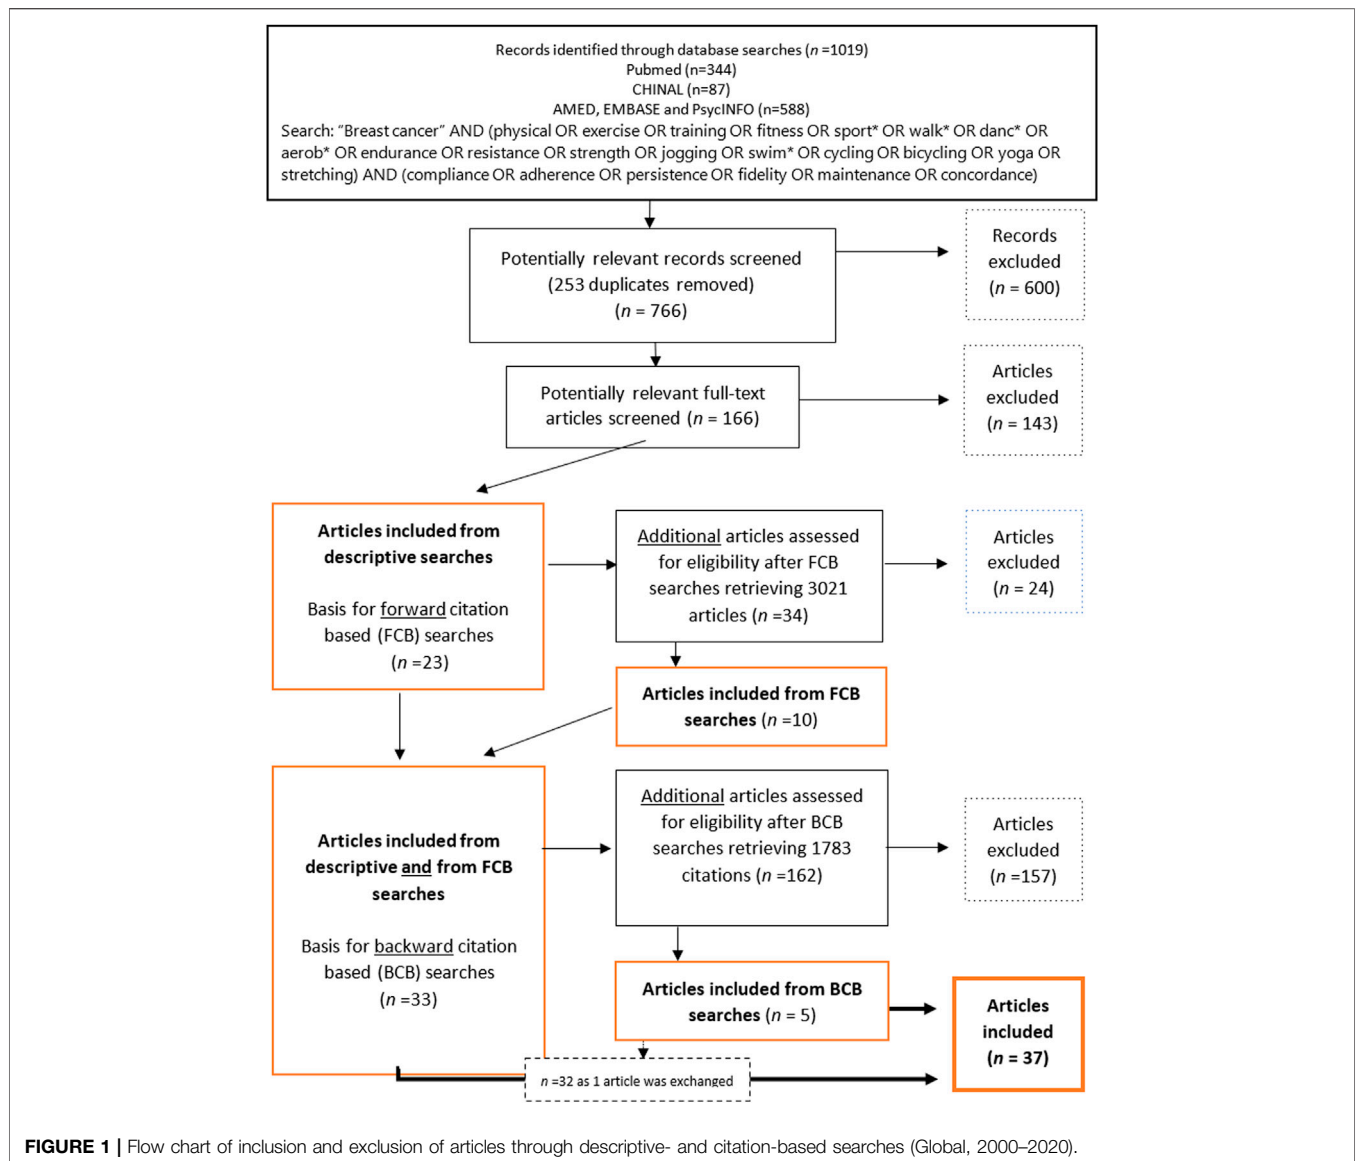 Records identified through database searches (n =1019)
Pubmed (n=344)
CHINAL (n=87)
AMED, EMBASE and PsycINFO (n=588)
Search: "Breast cancer" AND (physical OR exercise OR training OR fitness OR sport* OR walk* OR danc* OR
aerob* OR endurance OR resistance OR strength OR jogging OR swim* OR cycling OR bicycling OR yoga OR
stretching) AND (compliance OR adherence OR persistence OR fidelity OR maintenance OR concordance)
Potentially relevant records screened
(253 duplicates removed)
(n = 766)
Records
excluded
(n = 600)
Potentially relevant full-text
articles screened (n = 166)
Articles
excluded
(n = 143)
Articles included from
descriptive searches
Basis for forward citation
based (FCB) searches
(n =23)
Additional articles assessed
for eligibility after FCB
searches retrieving 3021
articles (n =34)
Articles
excluded
(n = 24)
Articles included from FCB
searches (n =10)
Articles included from
descriptive and from FCB
searches
Basis for backward citation
based (BCB) searches
(n =33)
Additional articles assessed
for eligibility after BCB
searches retrieving 1783
citations (n =162)
Articles
excluded
(n =157)
Articles included from BCB
searches (n = 5)
Articles
included
(n = 37)
n =32 as 1 article was exchanged
FIGURE 1 | Flow chart of inclusion and exclusion of articles through descriptive- and citation-based searches (Global, 2000–2020).